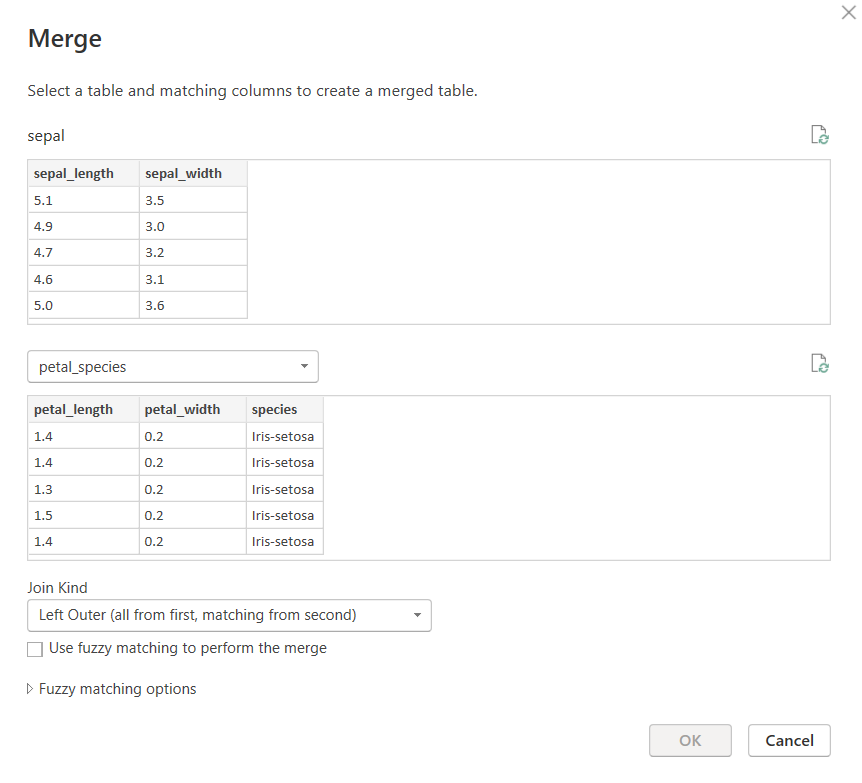 Merge
Select a table and matching columns to create a merged table.
sepal
sepal_length sepal_width
5.1 3.5
4.9 3.0
4.7 3.2
4.6 3.1
5.0 3.6
petal_species
petal_length petal_width species
1.4 0.2 Iris-setosa
1.4 0.2 Iris-setosa
1.3 0.2 Iris-setosa
1.5 0.2 Iris-setosa
1.4 0.2 Iris-setosa
Join Kind
Left Outer (all from first, matching from second)
Use fuzzy matching to perform the merge
Fuzzy matching options
OK Cancel